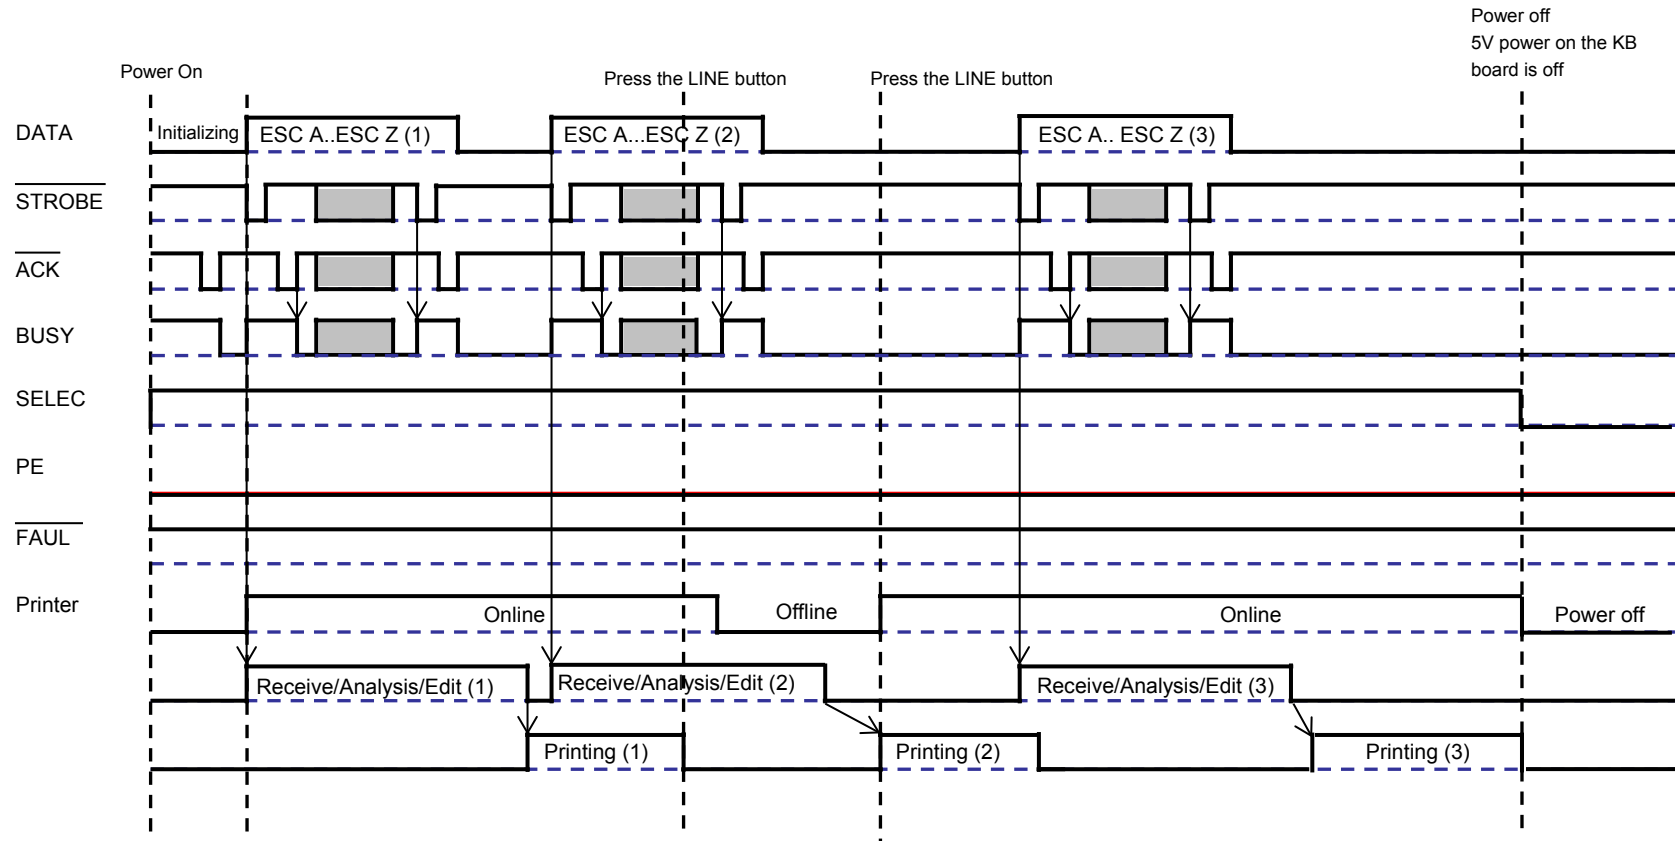 Power off
5V power on the KB
board is off
Power On
Press the LINE button
Press the LINE button
DATA
Initializing
ESC A..ESC Z (1)
ESC A...ESC Z (2)
ESC A.. ESC Z (3)
STROBE
ACK
BUSY
SELEC
PE
FAUL
Printer
Online
Offline
Online
Power off
Receive/Analysis/Edit (1)
Receive/Analysis/Edit (2)
Receive/Analysis/Edit (3)
Printing (1)
Printing (2)
Printing (3)